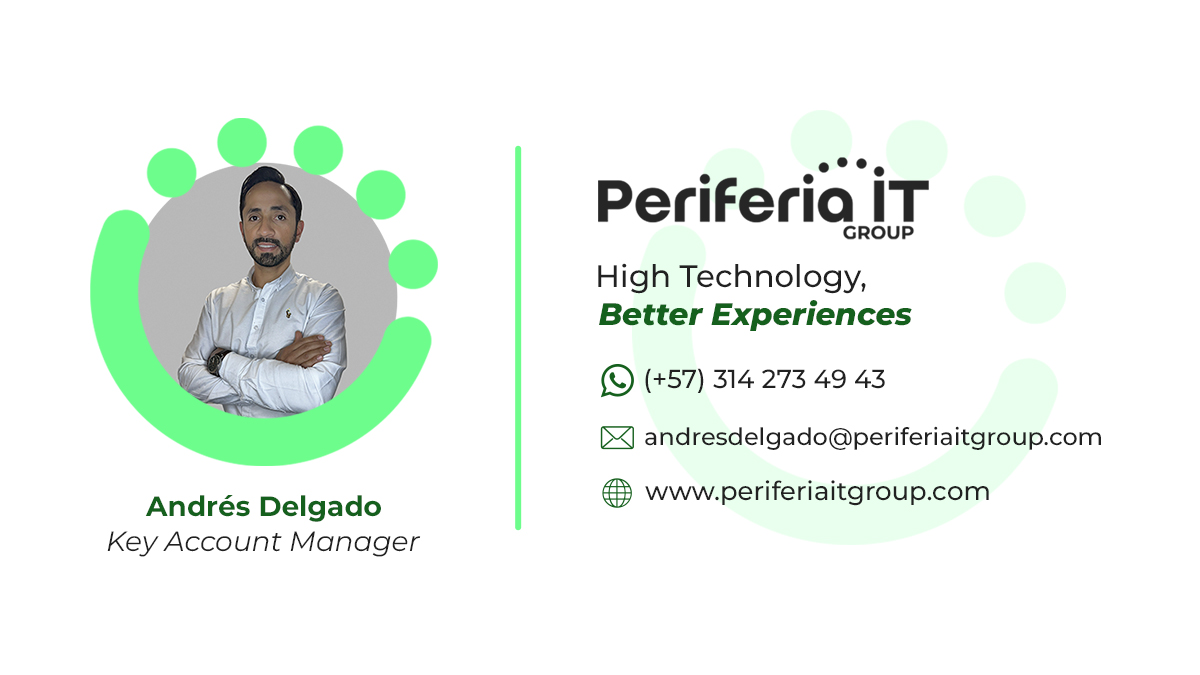 Andrés Delgado
Key Account Manager
Periferia IT
GROUP
High Technology,
Better Experiences
(+57) 314 273 49 43
andresdelgado@periferiaitgroup.com
www.periferiaitgroup.com